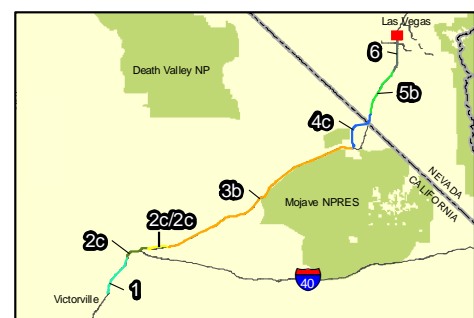 Las Vegas
6
Death Valley NP
5b
4c
NEVADA
CALIFORNIA
3b
Mojave NPRES
2c/2c
2c
40
1
Victorville